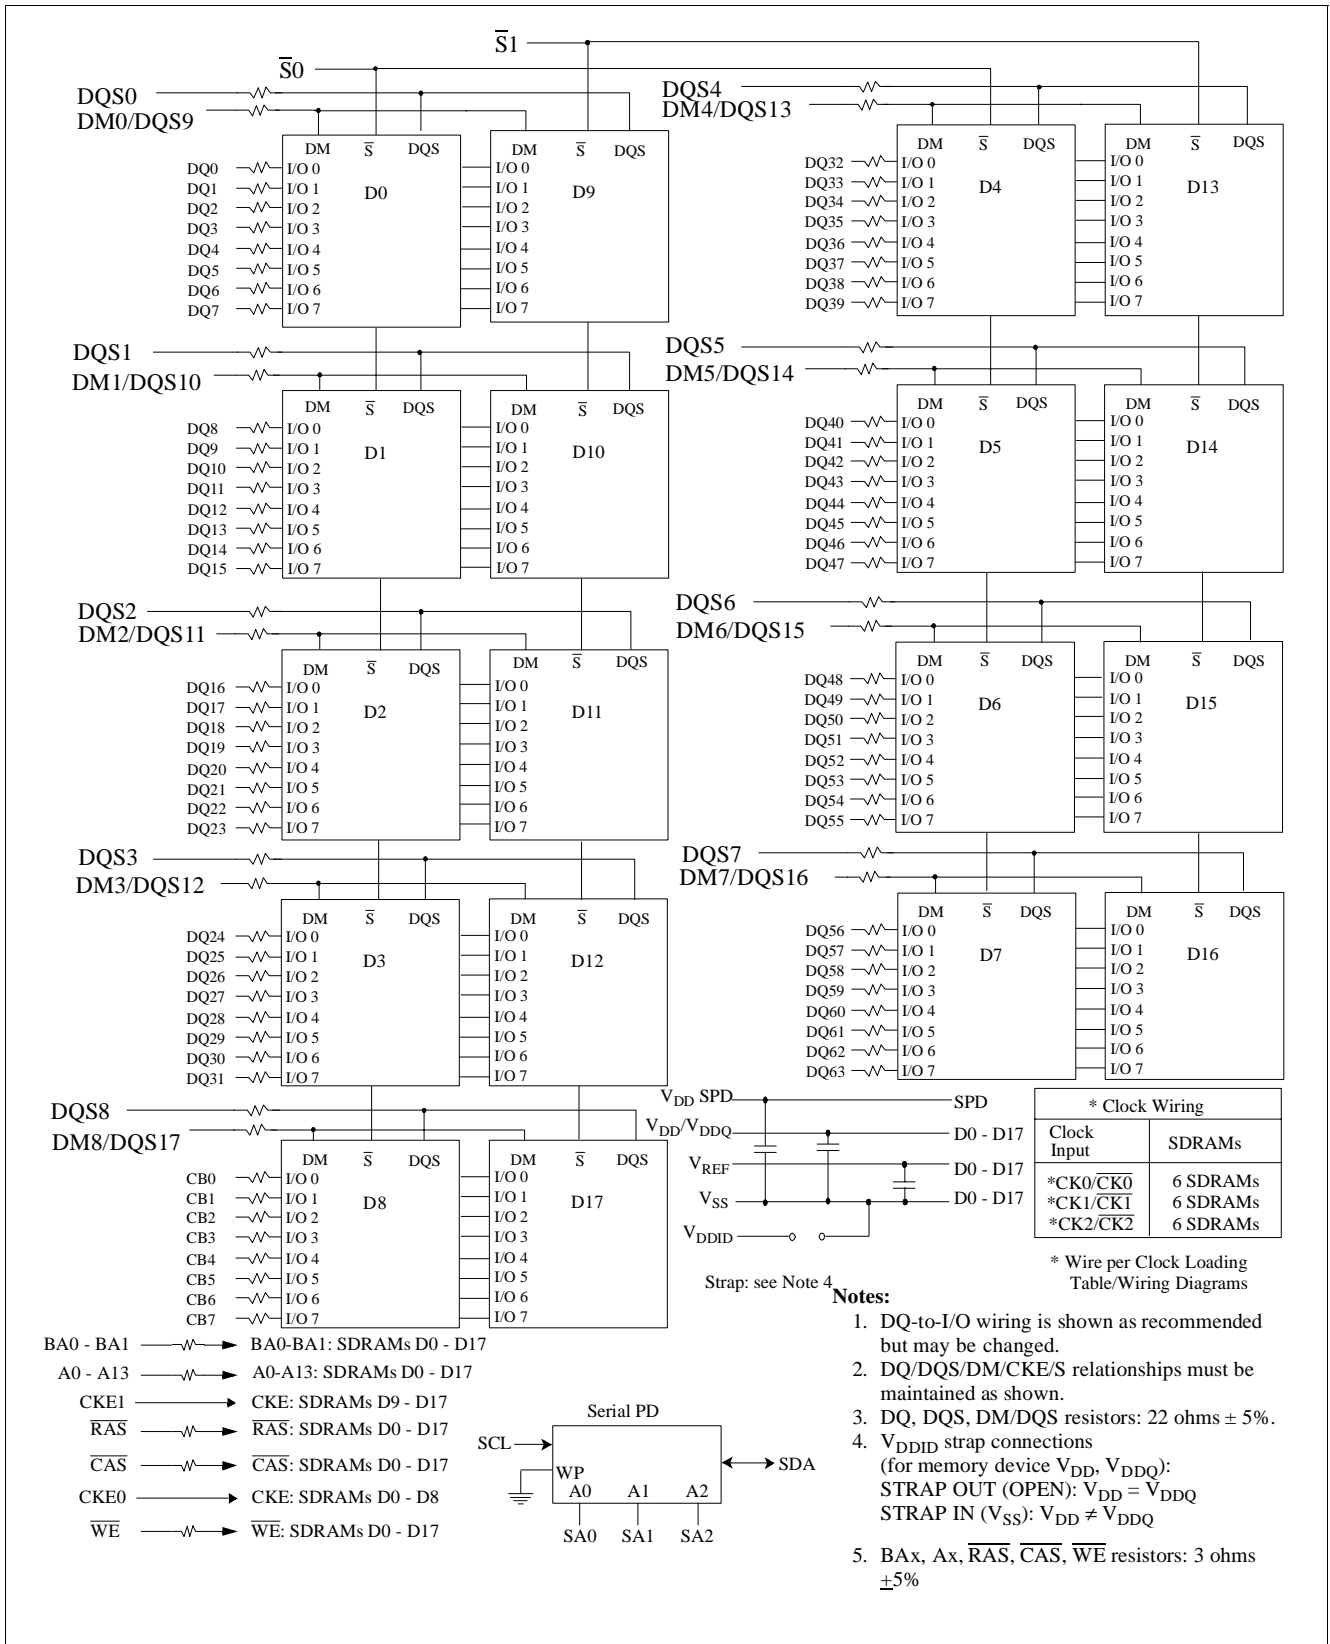 S̅1
S̅0
DQS0
DM0/DQS9
DM S̅ DQS
DM S̅ DQS
D0
D9
DQ0 I/O 0 I/O 0
DQ1 I/O 1 I/O 1
DQ2 I/O 2 I/O 2
DQ3 I/O 3 I/O 3
DQ4 I/O 4 I/O 4
DQ5 I/O 5 I/O 5
DQ6 I/O 6 I/O 6
DQ7 I/O 7 I/O 7
DQS1
DM1/DQS10
DM S̅ DQS
DM S̅ DQS
D1
D10
DQ8 I/O 0 I/O 0
DQ9 I/O 1 I/O 1
DQ10 I/O 2 I/O 2
DQ11 I/O 3 I/O 3
DQ12 I/O 4 I/O 4
DQ13 I/O 5 I/O 5
DQ14 I/O 6 I/O 6
DQ15 I/O 7 I/O 7
DQS2
DM2/DQS11
DM S̅ DQS
DM S̅ DQS
D2
D11
DQ16 I/O 0 I/O 0
DQ17 I/O 1 I/O 1
DQ18 I/O 2 I/O 2
DQ19 I/O 3 I/O 3
DQ20 I/O 4 I/O 4
DQ21 I/O 5 I/O 5
DQ22 I/O 6 I/O 6
DQ23 I/O 7 I/O 7
DQS3
DM3/DQS12
DM S̅ DQS
DM S̅ DQS
D3
D12
DQ24 I/O 0 I/O 0
DQ25 I/O 1 I/O 1
DQ26 I/O 2 I/O 2
DQ27 I/O 3 I/O 3
DQ28 I/O 4 I/O 4
DQ29 I/O 5 I/O 5
DQ30 I/O 6 I/O 6
DQ31 I/O 7 I/O 7
DQS8
DM8/DQS17
DM S̅ DQS
DM S̅ DQS
D8
D17
CB0 I/O 0 I/O 0
CB1 I/O 1 I/O 1
CB2 I/O 2 I/O 2
CB3 I/O 3 I/O 3
CB4 I/O 4 I/O 4
CB5 I/O 5 I/O 5
CB6 I/O 6 I/O 6
CB7 I/O 7 I/O 7
DQS4
DM4/DQS13
DM S̅ DQS
DM S̅ DQS
D4
D13
DQ32 I/O 0 I/O 0
DQ33 I/O 1 I/O 1
DQ34 I/O 2 I/O 2
DQ35 I/O 3 I/O 3
DQ36 I/O 4 I/O 4
DQ37 I/O 5 I/O 5
DQ38 I/O 6 I/O 6
DQ39 I/O 7 I/O 7
DQS5
DM5/DQS14
DM S̅ DQS
DM S̅ DQS
D5
D14
DQ40 I/O 0 I/O 0
DQ41 I/O 1 I/O 1
DQ42 I/O 2 I/O 2
DQ43 I/O 3 I/O 3
DQ44 I/O 4 I/O 4
DQ45 I/O 5 I/O 5
DQ46 I/O 6 I/O 6
DQ47 I/O 7 I/O 7
DQS6
DM6/DQS15
DM S̅ DQS
DM S̅ DQS
D6
D15
DQ48 I/O 0 I/O 0
DQ49 I/O 1 I/O 1
DQ50 I/O 2 I/O 2
DQ51 I/O 3 I/O 3
DQ52 I/O 4 I/O 4
DQ53 I/O 5 I/O 5
DQ54 I/O 6 I/O 6
DQ55 I/O 7 I/O 7
DQS7
DM7/DQS16
DM S̅ DQS
DM S̅ DQS
D7
D16
DQ56 I/O 0 I/O 0
DQ57 I/O 1 I/O 1
DQ58 I/O 2 I/O 2
DQ59 I/O 3 I/O 3
DQ60 I/O 4 I/O 4
DQ61 I/O 5 I/O 5
DQ62 I/O 6 I/O 6
DQ63 I/O 7 I/O 7
VDD SPD SPD
VDD/VDDQ D0 - D17
VREF D0 - D17
VSS D0 - D17
VDDID
Strap: see Note 4
* Clock Wiring
Clock Input SDRAMs
*CK0/C̅K̅0̅ 6 SDRAMs
*CK1/C̅K̅1̅ 6 SDRAMs
*CK2/C̅K̅2̅ 6 SDRAMs
* Wire per Clock Loading
Table/Wiring Diagrams
BA0 - BA1 BA0-BA1: SDRAMs D0 - D17
A0 - A13 A0-A13: SDRAMs D0 - D17
CKE1 CKE: SDRAMs D9 - D17
R̅A̅S̅ R̅A̅S̅: SDRAMs D0 - D17
C̅A̅S̅ C̅A̅S̅: SDRAMs D0 - D17
CKE0 CKE: SDRAMs D0 - D8
W̅E̅ W̅E̅: SDRAMs D0 - D17
Serial PD
SCL
WP
SDA
A0 A1 A2
SA0 SA1 SA2
Notes:
1. DQ-to-I/O wiring is shown as recommended
but may be changed.
2. DQ/DQS/DM/CKE/S relationships must be
maintained as shown.
3. DQ, DQS, DM/DQS resistors: 22 ohms ± 5%.
4. VDDID strap connections
(for memory device VDD, VDDQ):
STRAP OUT (OPEN): VDD = VDDQ
STRAP IN (VSS): VDD ≠ VDDQ
5. BAx, Ax, R̅A̅S̅, C̅A̅S̅, W̅E̅ resistors: 3 ohms
±5%